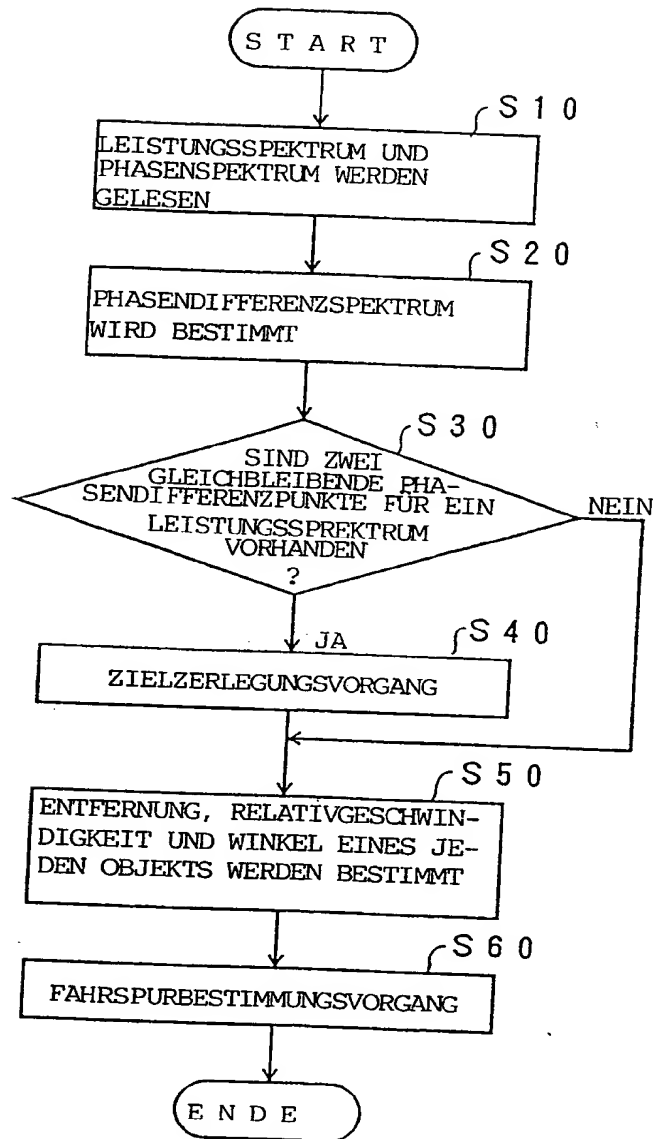 START
S10
LEISTUNGSSPEKTRUM UND
PHASENSPEKTRUM WERDEN
GELESEN
S20
PHASENDIFFERENZSPEKTRUM
WIRD BESTIMMT
S30
SIND ZWEI
GLEICHBLEIBENDE PHA-
SENDIFFERENZPUNKTE FÜR EIN
LEISTUNGSSPREKTRUM
VORHANDEN
?
NEIN
JA
S40
ZIELZERLEGUNGSVORGANG
S50
ENTFERNUNG, RELATIVGESCHWIN-
DIGKEIT UND WINKEL EINES JE-
DEN OBJEKTS WERDEN BESTIMMT
S60
FAHRSPURBESTIMMUNGSVORGANG
ENDE